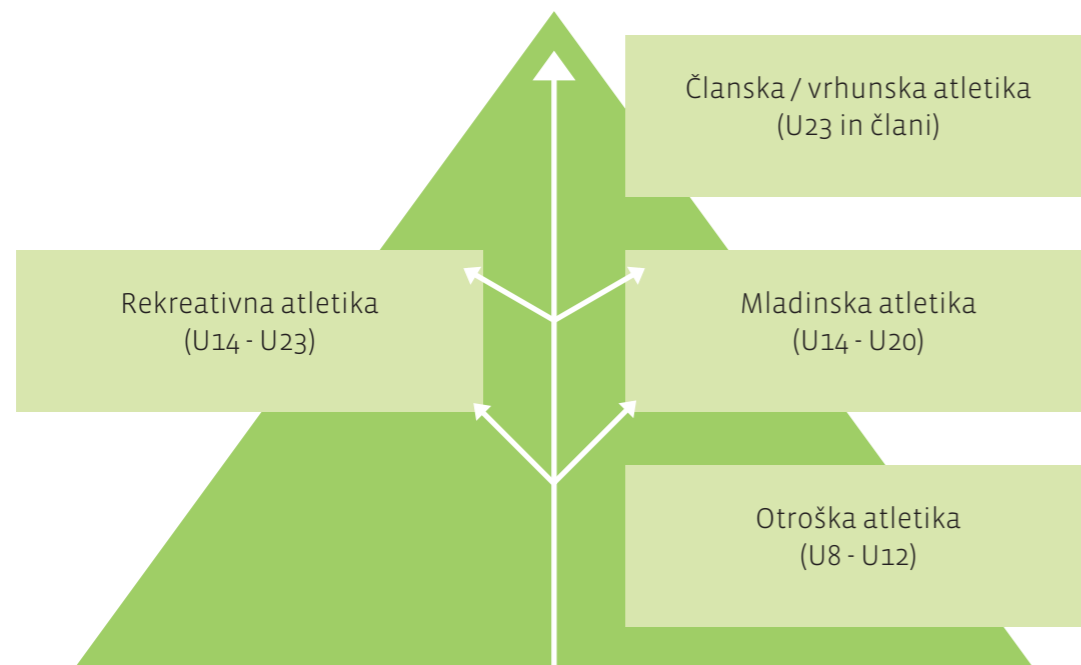 Članska / vrhunska atletika
(U23 in člani)
Rekreativna atletika
(U14 - U23)
Mladinska atletika
(U14 - U20)
Otroška atletika
(U8 - U12)